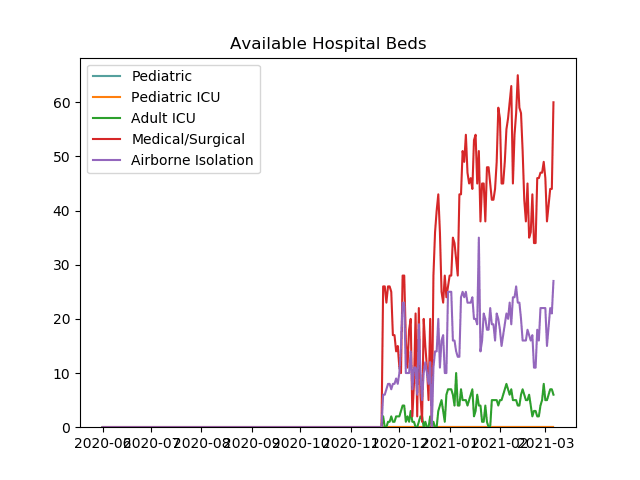 Available Hospital Beds
Pediatric
Pediatric ICU
Adult ICU
Medical/Surgical
Airborne Isolation
60
50
40
30
20
10
0
2020-06 2020-07 2020-08 2020-09 2020-10 2020-11 2020-12 2021-01 2021-02 2021-03